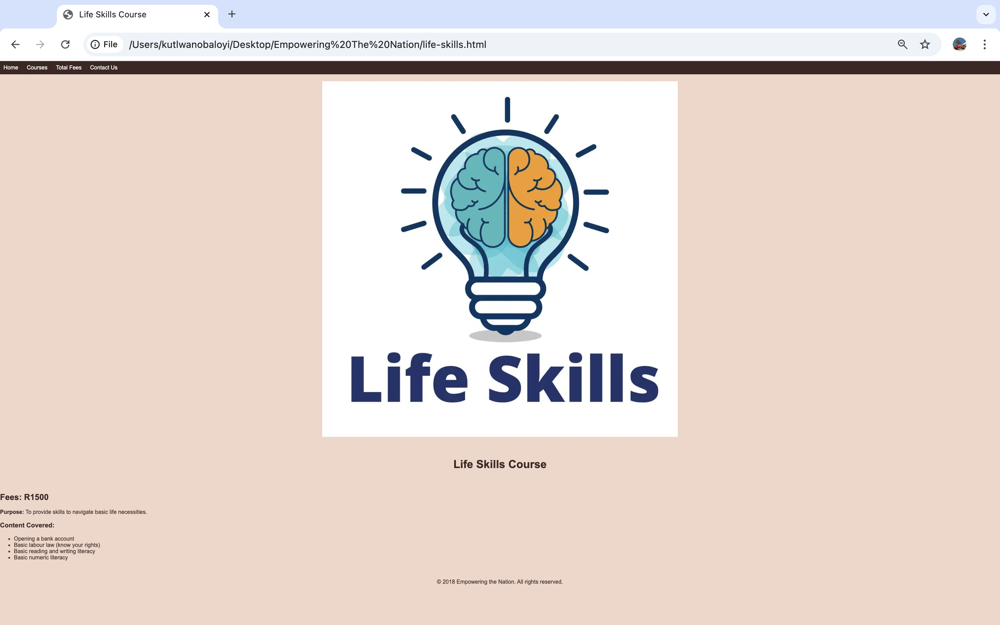 Life Skills Course
File /Users/kutlwanobaloyi/Desktop/Empowering%20The%20Nation/life-skills.html
Home Courses Total Fees Contact Us
Life Skills
Life Skills Course
Fees: R1500
Purpose: To provide skills to navigate basic life necessities.
Content Covered:
• Opening a bank account
• Basic labour law (know your rights)
• Basic reading and writing literacy
• Basic numeric literacy
© 2018 Empowering the Nation. All rights reserved.